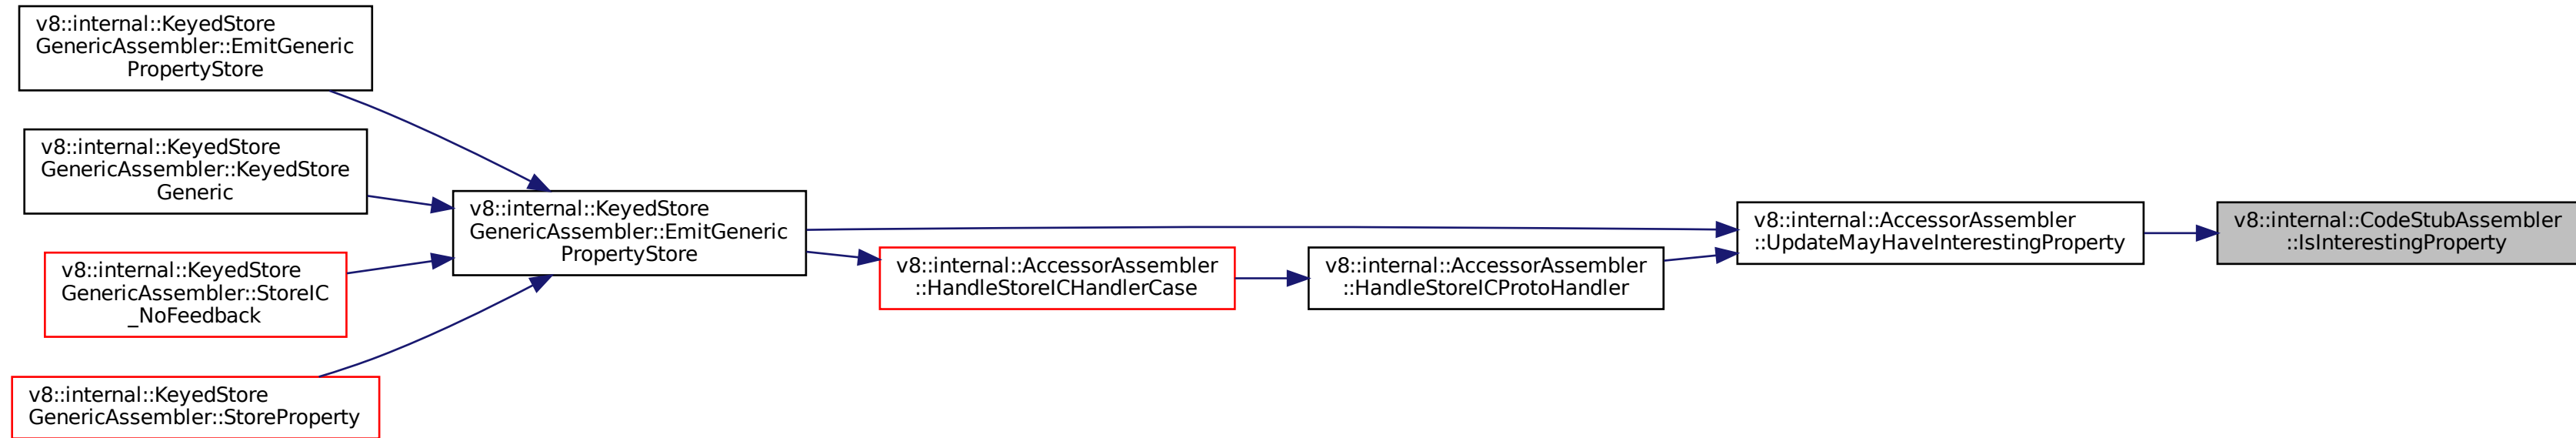 v8::internal::KeyedStore
GenericAssembler::EmitGeneric
PropertyStore
v8::internal::KeyedStore
GenericAssembler::KeyedStore
Generic
v8::internal::KeyedStore
GenericAssembler::StoreIC
_NoFeedback
v8::internal::KeyedStore
GenericAssembler::StoreProperty
v8::internal::KeyedStore
GenericAssembler::EmitGeneric
PropertyStore
v8::internal::AccessorAssembler
::HandleStoreICHandlerCase
v8::internal::AccessorAssembler
::HandleStoreICProtoHandler
v8::internal::AccessorAssembler
::UpdateMayHaveInterestingProperty
v8::internal::CodeStubAssembler
::IsInterestingProperty